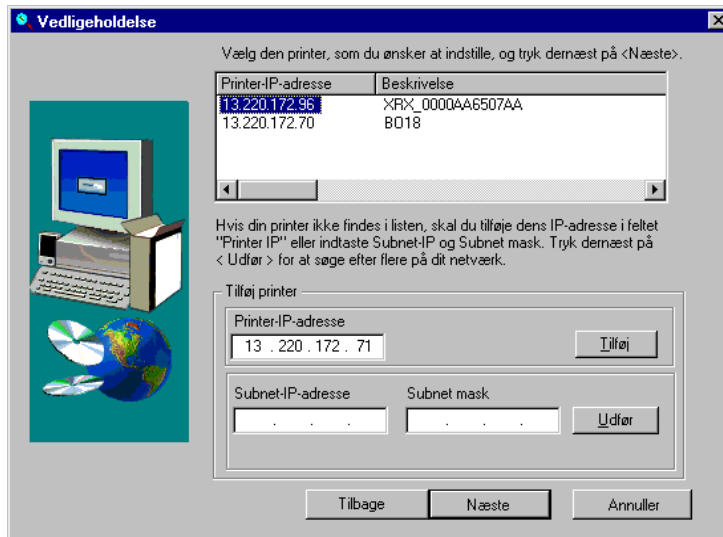 Vedligeholdelse
Vælg den printer, som du ønsker at indstille, og tryk dernæst på <Næste>.
Printer-IP-adresse Beskrivelse
13.220.172.96 XRX_0000AA6507AA
13.220.172.70 BO18
Hvis din printer ikke findes i listen, skal du tilføje dens IP-adresse i feltet
"Printer IP" eller indtaste Subnet-IP og Subnet mask. Tryk dernæst på
< Udfør > for at søge efter flere på dit netværk.
Tilføj printer
Printer-IP-adresse
13 . 220 . 172 . 71 Tilføj
Subnet-IP-adresse Subnet mask
. . . . . . Udfør
Tilbage Næste Annuller